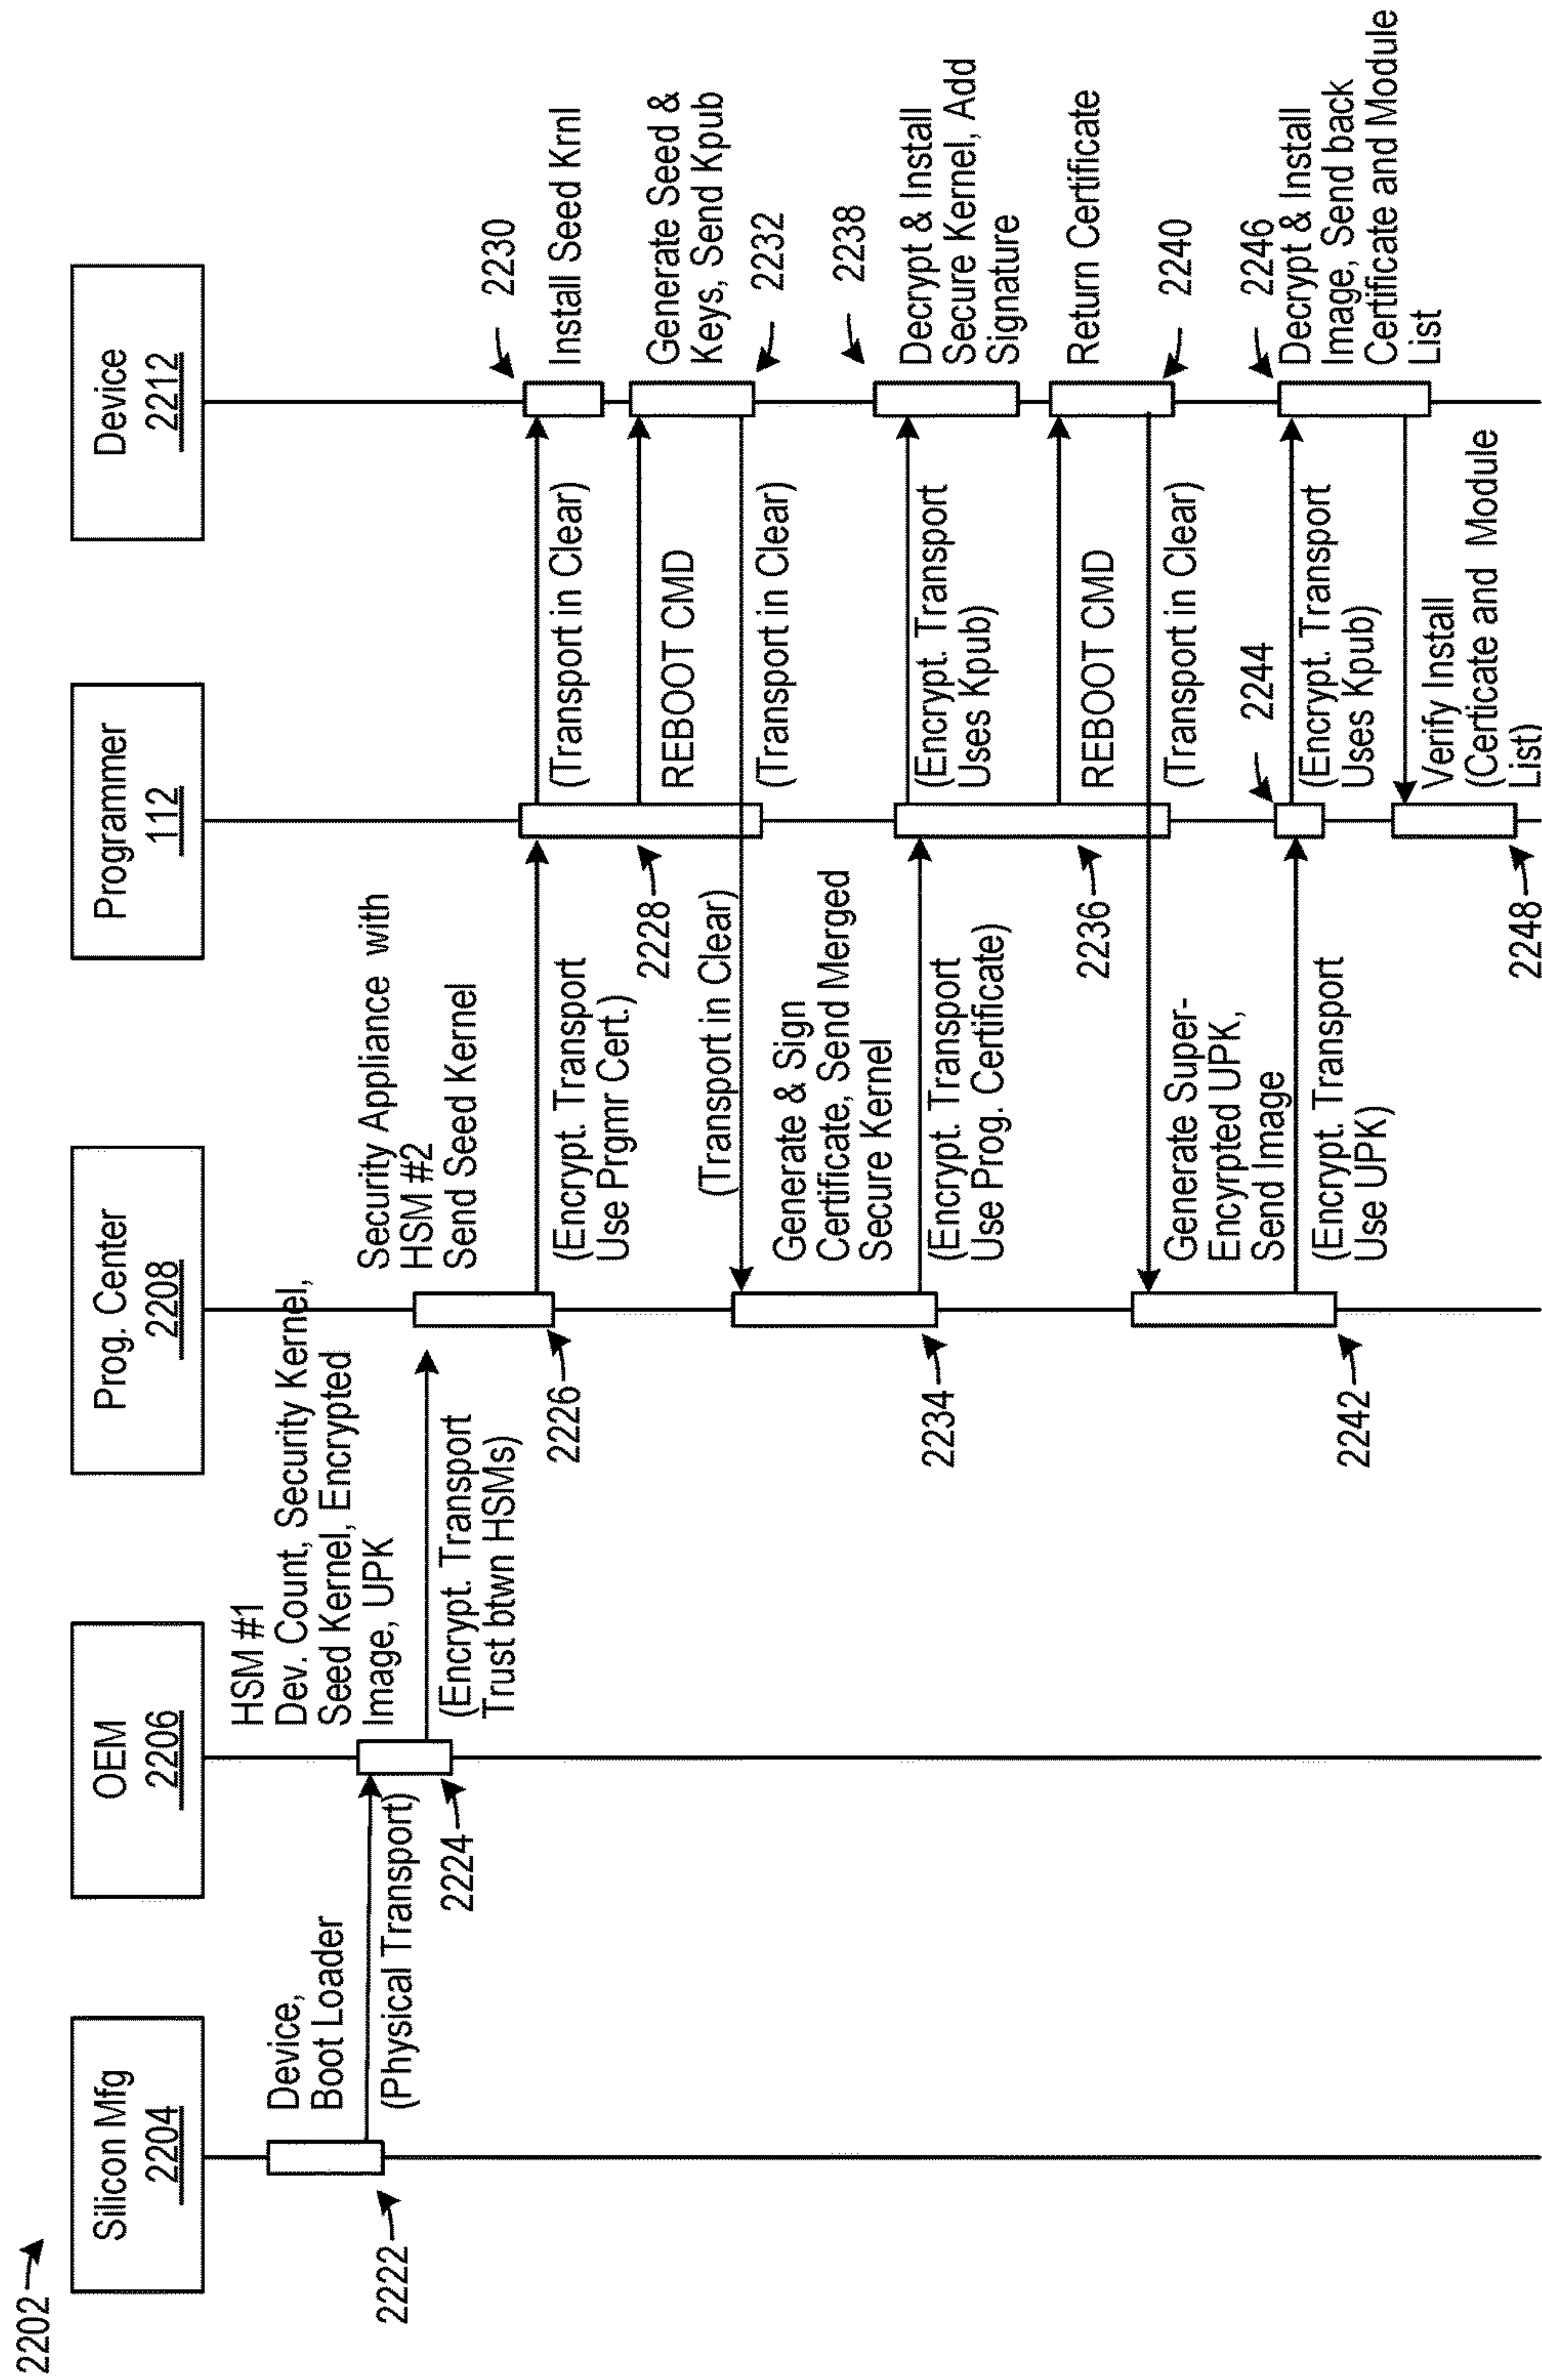 2202
Silicon Mfg
2204
OEM
2206
Prog. Center
2208
Programmer
112
Device
2212
Device,
Boot Loader
(Physical Transport)
2222
HSM #1
Dev. Count, Security Kernel,
Seed Kernel, Encrypted
Image, UPK
(Encrypt. Transport
Trust btwn HSMs)
2224
Security Appliance with
HSM #2
Send Seed Kernel
(Encrypt. Transport
Use Prgmr Cert.)
2226
2228
(Transport in Clear)
2230
Install Seed Krnl
REBOOT CMD
Generate Seed &
Keys, Send Kpub
2232
(Transport in Clear)
(Transport in Clear)
Generate & Sign
Certificate, Send Merged
Secure Kernel
(Encrypt. Transport
Use Prog. Certificate)
2234
2236
(Encrypt. Transport
Uses Kpub)
2238
Decrypt & Install
Secure Kernel, Add
Signature
REBOOT CMD
Return Certificate
2240
(Transport in Clear)
Generate Super-
Encyrpted UPK,
Send Image
(Encrypt. Transport
Use UPK)
2242
2244
(Encrypt. Transport
Uses Kpub)
2246
Decrypt & Install
Image, Send back
Certificate and Module
List
Verify Install
(Certicate and Module
List)
2248